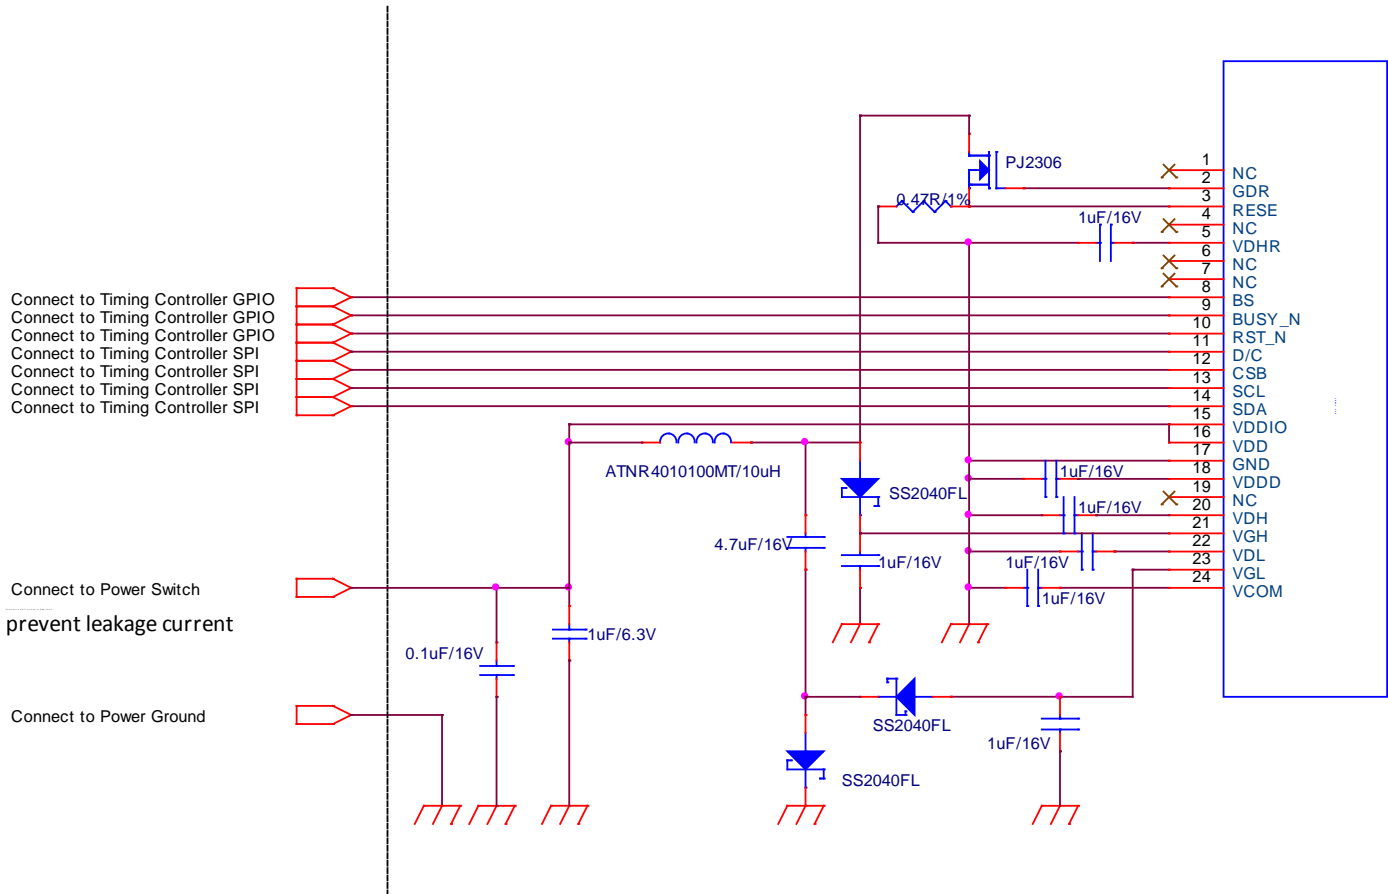 PJ2306
0.47R/1%
1uF/16V
1
NC
2
GDR
3
RESE
4
NC
5
VDHR
6
NC
7
NC
8
BS
9
BUSY_N
10
RST_N
11
D/C
12
CSB
13
SCL
14
SDA
15
VDDIO
16
VDD
17
GND
18
VDDD
19
NC
20
VDH
21
VGH
22
VDL
23
VGL
24
VCOM
Connect to Timing Controller GPIO
Connect to Timing Controller GPIO
Connect to Timing Controller GPIO
Connect to Timing Controller SPI
Connect to Timing Controller SPI
Connect to Timing Controller SPI
Connect to Timing Controller SPI
ATNR4010100MT/10uH
SS2040FL
1uF/16V
1uF/16V
4.7uF/16V
1uF/16V
1uF/16V
1uF/16V
Connect to Power Switch
prevent leakage current
1uF/6.3V
0.1uF/16V
Connect to Power Ground
SS2040FL
1uF/16V
SS2040FL